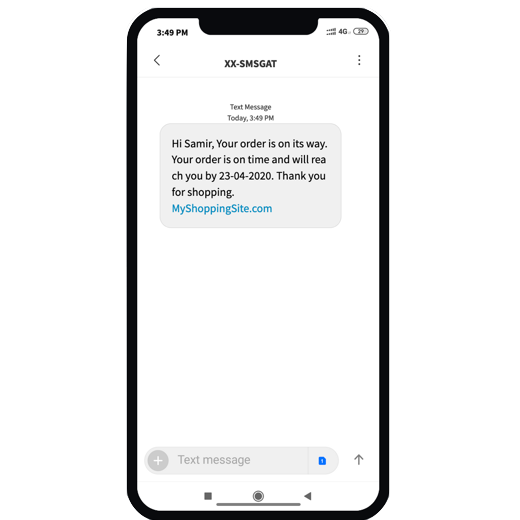 3:49 PM
4G 29
XX-SMSGAT
Text Message
Today, 3:49 PM
Hi Samir, Your order is on its way.
Your order is on time and will rea
ch you by 23-04-2020. Thank you
for shopping.
MyShoppingSite.com
Text message